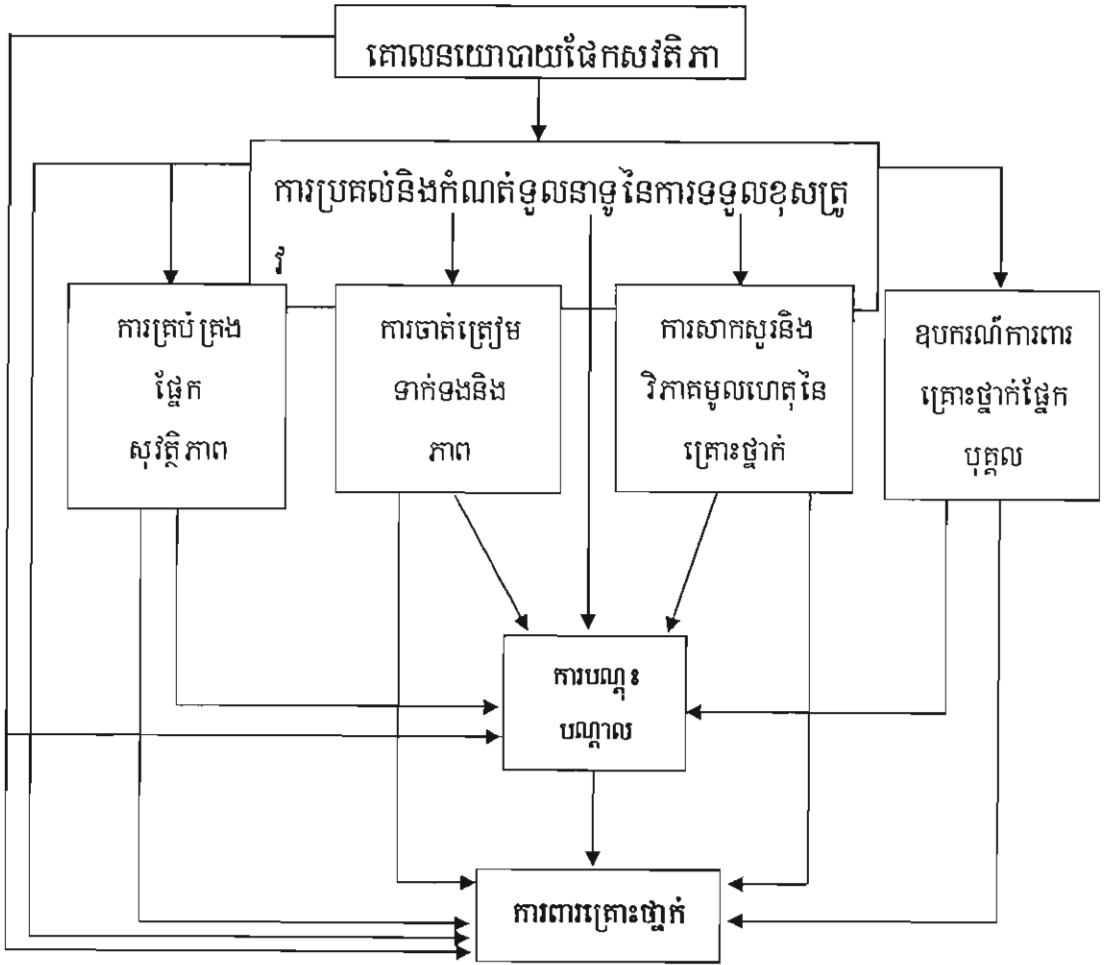 គោលនយោបាយផែកសវតិភា
ការប្រគល់និងកំណត់ទួលនាទូនៃការទទួលខុសត្រូ
វ
ការគ្រប់គ្រង
ផ្នែក
សុវត្ថិភាព
ការចាត់ត្រៀម
ទាក់ទងនិង
ភាព
ការសាកសួរនិង
វិភាគមូលហេតុនៃ
គ្រោះថ្នាក់
ឧបករណ៍ការពារ
គ្រោះថ្នាក់ផ្នែក
បុគ្គល
ការបណ្តុះ
បណ្តាល
ការពារគ្រោះថ្នាក់